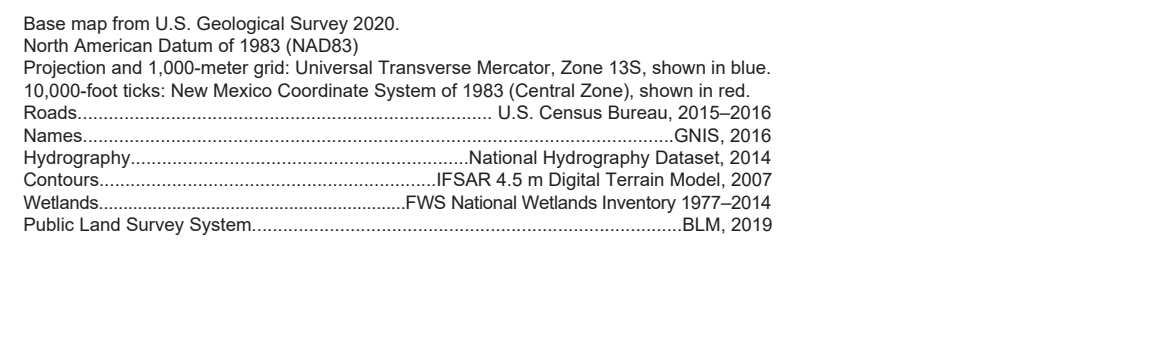 Base map from U.S. Geological Survey 2020.
North American Datum of 1983 (NAD83)
Projection and 1,000-meter grid: Universal Transverse Mercator, Zone 13S, shown in blue.
10,000-foot ticks: New Mexico Coordinate System of 1983 (Central Zone), shown in red.
Roads................................................................................. U.S. Census Bureau, 2015–2016
Names...................................................................................................................GNIS, 2016
Hydrography..................................................................National Hydrography Dataset, 2014
Contours.................................................................IFSAR 4.5 m Digital Terrain Model, 2007
Wetlands............................................................FWS National Wetlands Inventory 1977–2014
Public Land Survey System....................................................................................BLM, 2019